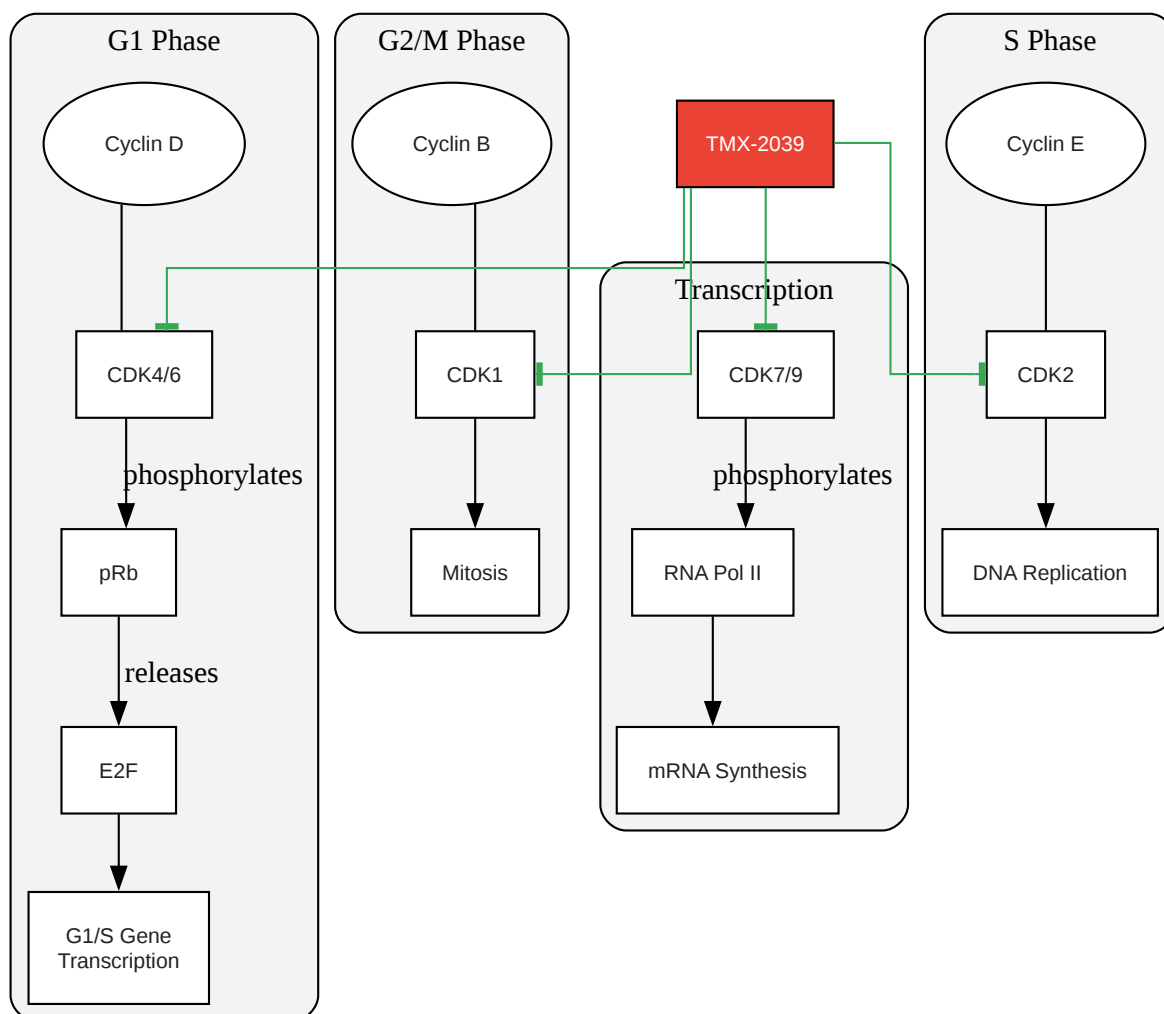 G1 Phase
Cyclin D
CDK4/6
phosphorylates
pRb
releases
E2F
G1/S Gene
Transcription
G2/M Phase
Cyclin B
CDK1
Mitosis
TMX-2039
Transcription
CDK7/9
phosphorylates
RNA Pol II
mRNA Synthesis
S Phase
Cyclin E
CDK2
DNA Replication